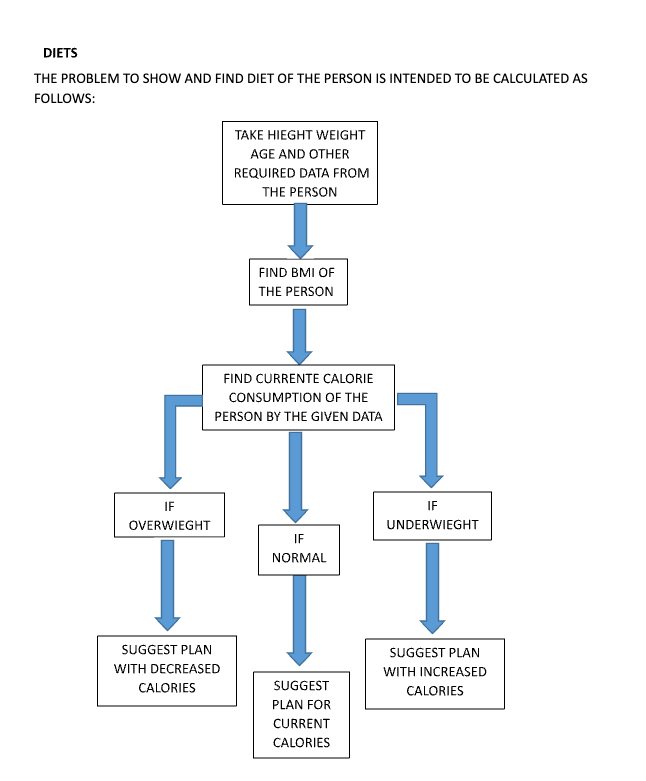 DIETS
THE PROBLEM TO SHOW AND FIND DIET OF THE PERSON IS INTENDED TO BE CALCULATED AS
FOLLOWS:
TAKE HIEGHT WEIGHT
AGE AND OTHER
REQUIRED DATA FROM
THE PERSON
FIND BMI OF
THE PERSON
FIND CURRENTE CALORIE
CONSUMPTION OF THE
PERSON BY THE GIVEN DATA
IF
OVERWIEGHT
IF
NORMAL
IF
UNDERWIEGHT
SUGGEST PLAN
WITH DECREASED
CALORIES
SUGGEST
PLAN FOR
CURRENT
CALORIES
SUGGEST PLAN
WITH INCREASED
CALORIES